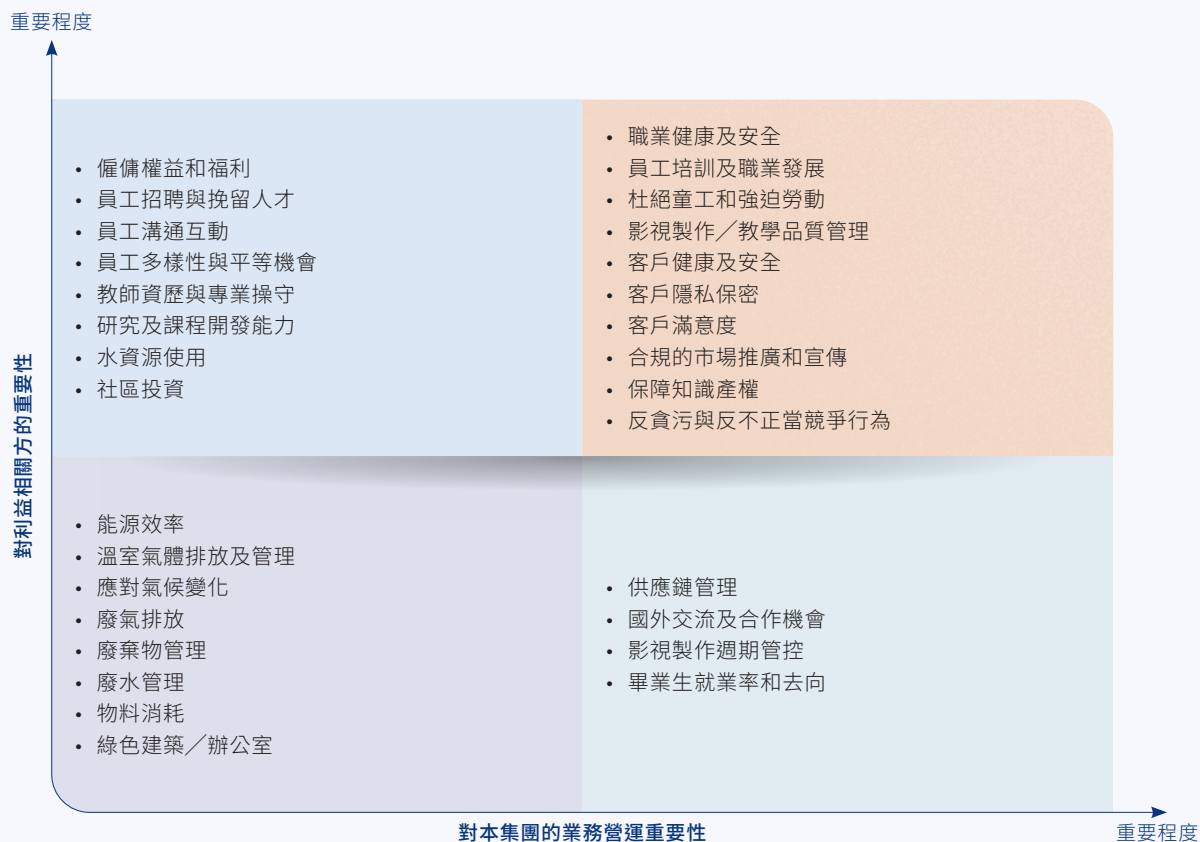 重要程度
對利益相關方的重要性
• 僱傭權益和福利
• 員工招聘與挽留人才
• 員工溝通互動
• 員工多樣性與平等機會
• 教師資歷與專業操守
• 研究及課程開發能力
• 水資源使用
• 社區投資
• 職業健康及安全
• 員工培訓及職業發展
• 杜絕童工和強迫勞動
• 影視製作／教學品質管理
• 客戶健康及安全
• 客戶隱私保密
• 客戶滿意度
• 合規的市場推廣和宣傳
• 保障知識產權
• 反貪污與反不正當競爭行為
• 能源效率
• 溫室氣體排放及管理
• 應對氣候變化
• 廢氣排放
• 廢棄物管理
• 廢水管理
• 物料消耗
• 綠色建築／辦公室
• 供應鏈管理
• 國外交流及合作機會
• 影視製作週期管控
• 畢業生就業率和去向
對本集團的業務營運重要性
重要程度